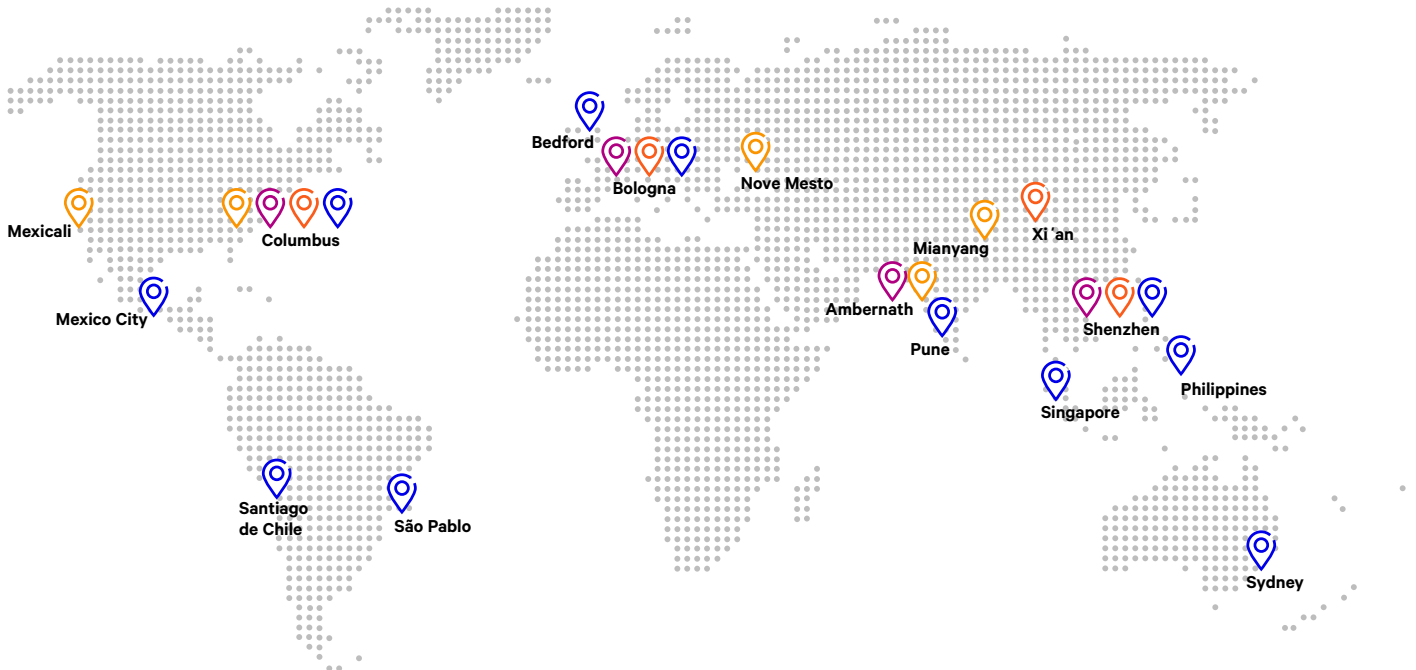 Bedford
Bologna
Nove Mesto
Mexicali
Columbus
Xi´an
Mianyang
Mexico City
Ambernath
Shenzhen
Pune
Philippines
Singapore
Santiago
de Chile
São Pablo
Sydney